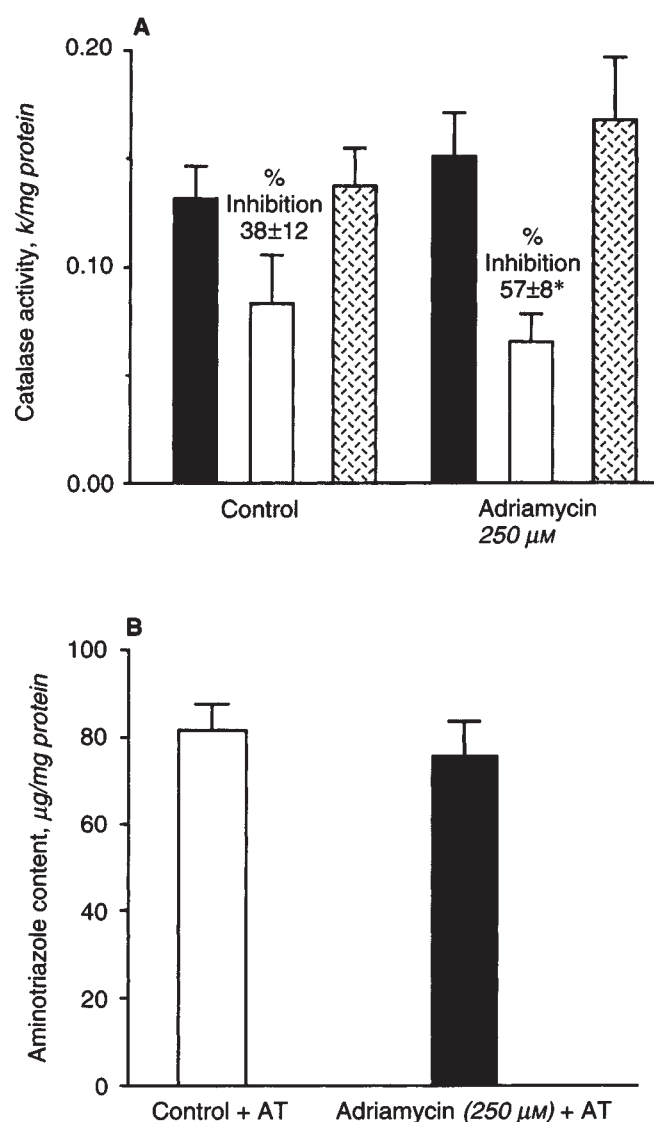 A
0.20
0.10
0.00
Catalase activity, k/mg protein
%
Inhibition
38±12
%
Inhibition
57±8*
Control
Adriamycin
250 μM
B
100
80
60
40
20
0
Aminotriazole content, μg/mg protein
Control + AT
Adriamycin (250 μM) + AT